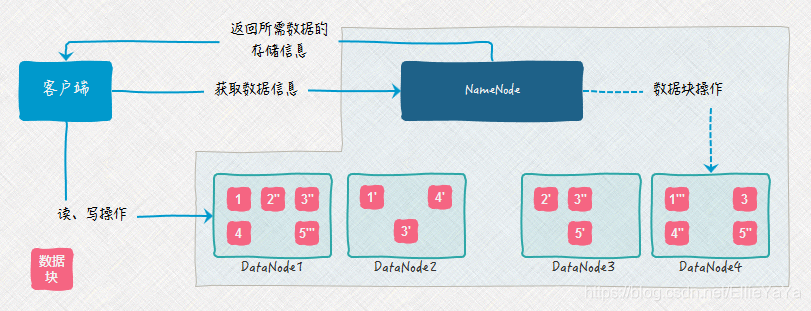 返回所需数据的
存储信息
客户端
获取数据信息
NameNode
数据块操作
读、写操作
1 2'' 3''
4 5'''
1' 4'
3'
2' 3''
5'
1''' 3
4'' 5''
数据
块
DataNode1
DataNode2
DataNode3
DataNode4
https://blog.csdn.net/EllieYaYa